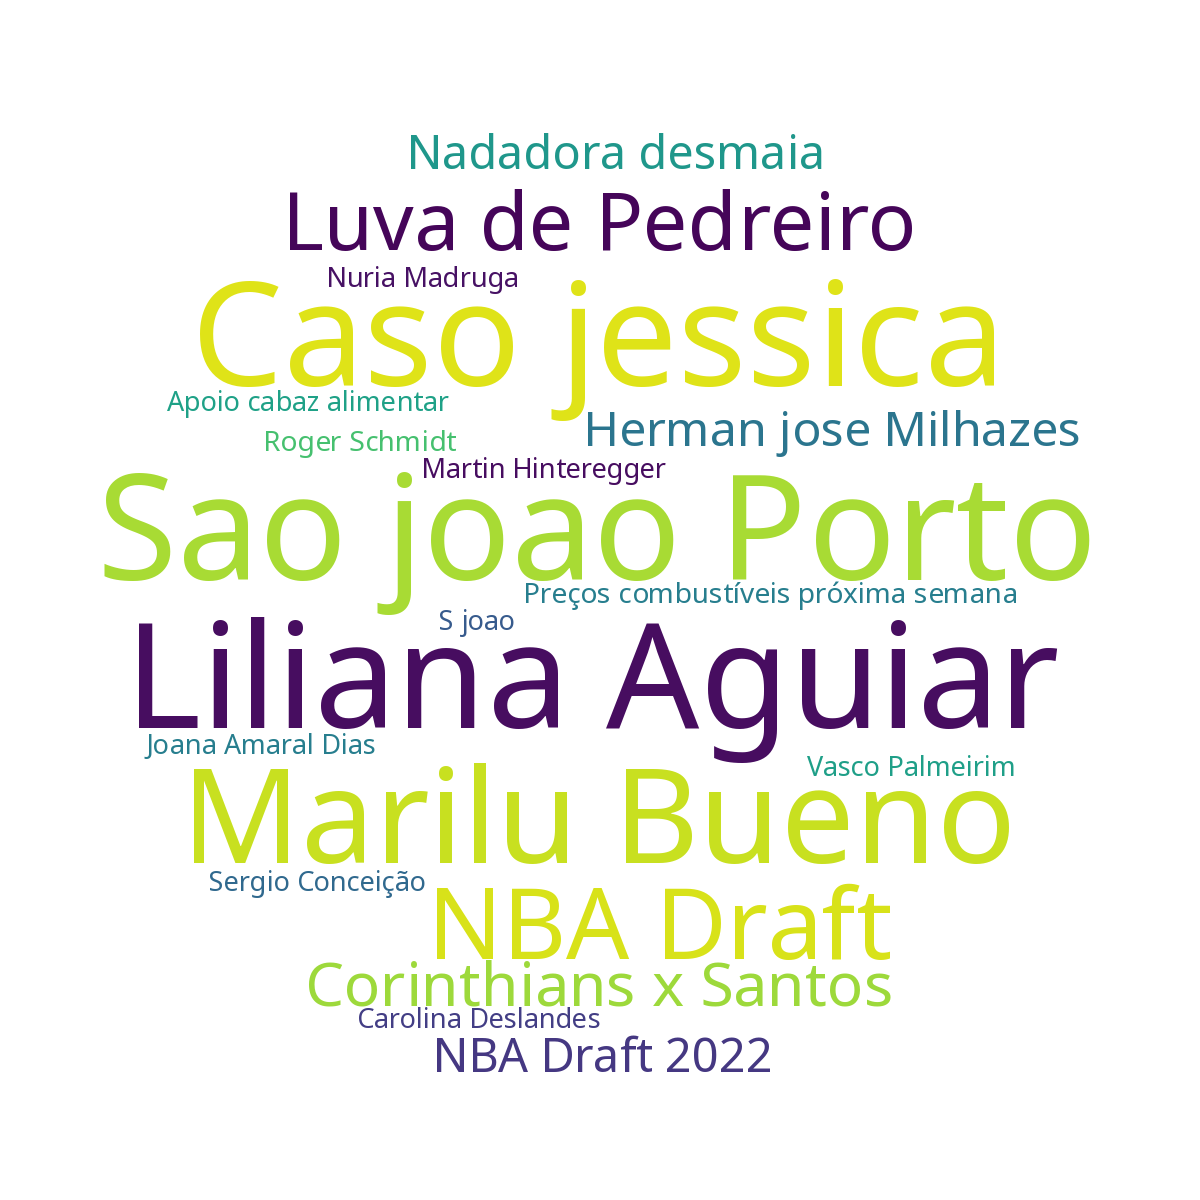 Nadadora desmaia
Luva de Pedreiro
Nuria Madruga
Caso jessica
Apoio cabaz alimentar
Herman jose Milhazes
Roger Schmidt
Martin Hinteregger
Sao joao Porto
Preços combustíveis próxima semana
S joao
Liliana Aguiar
Joana Amaral Dias
Vasco Palmeirim
Marilu Bueno
Sergio Conceição
NBA Draft
Corinthians x Santos
Carolina Deslandes
NBA Draft 2022